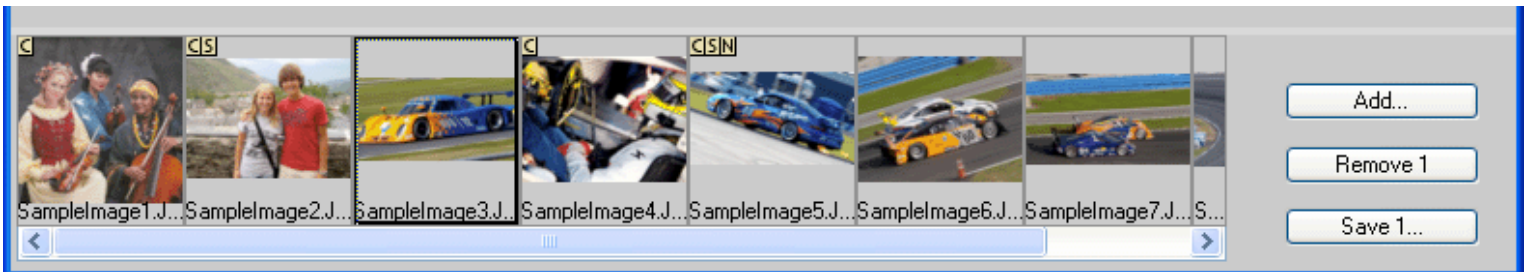 C
C S
C
C S N
SampleImage1.J...
SampleImage2.J...
SampleImage3.J...
SampleImage4.J...
SampleImage5.J...
SampleImage6.J...
SampleImage7.J...
S...
Add...
Remove 1
Save 1...